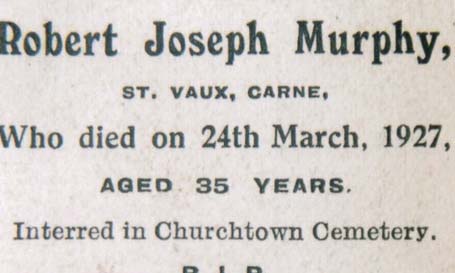 Robert Joseph Murphy,
ST. VAUX, CARNE,
Who died on 24th March, 1927,
AGED 35 YEARS.
Interred in Churchtown Cemetery.
R.I.P.